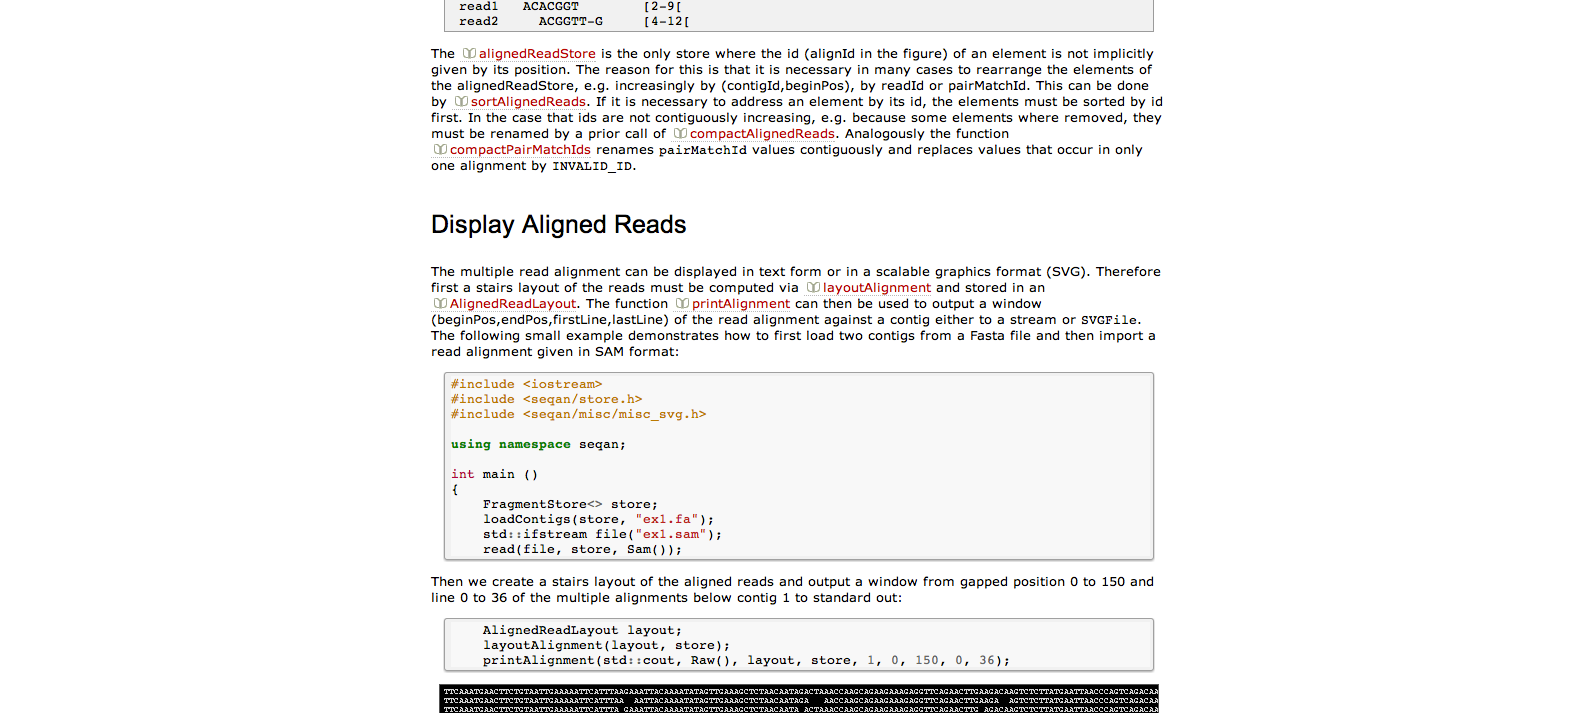 read1   ACACGGT        [2-9[
read2     ACGGTT-G     [4-12[
The alignedReadStore is the only store where the id (alignId in the figure) of an element is not implicitly
given by its position. The reason for this is that it is necessary in many cases to rearrange the elements of
the alignedReadStore, e.g. increasingly by (contigId,beginPos), by readId or pairMatchId. This can be done
by sortAlignedReads. If it is necessary to address an element by its id, the elements must be sorted by id
first. In the case that ids are not contiguously increasing, e.g. because some elements where removed, they
must be renamed by a prior call of compactAlignedReads. Analogously the function
compactPairMatchIds renames pairMatchId values contiguously and replaces values that occur in only
one alignment by INVALID_ID.
Display Aligned Reads
The multiple read alignment can be displayed in text form or in a scalable graphics format (SVG). Therefore
first a stairs layout of the reads must be computed via layoutAlignment and stored in an
AlignedReadLayout. The function printAlignment can then be used to output a window
(beginPos,endPos,firstLine,lastLine) of the read alignment against a contig either to a stream or SVGFile.
The following small example demonstrates how to first load two contigs from a Fasta file and then import a
read alignment given in SAM format:
#include <iostream>
#include <seqan/store.h>
#include <seqan/misc/misc_svg.h>
using namespace seqan;
int main ()
{
    FragmentStore<> store;
    loadContigs(store, "ex1.fa");
    std::ifstream file("ex1.sam");
    read(file, store, Sam());
Then we create a stairs layout of the aligned reads and output a window from gapped position 0 to 150 and
line 0 to 36 of the multiple alignments below contig 1 to standard out:
    AlignedReadLayout layout;
    layoutAlignment(layout, store);
    printAlignment(std::cout, Raw(), layout, store, 1, 0, 150, 0, 36);